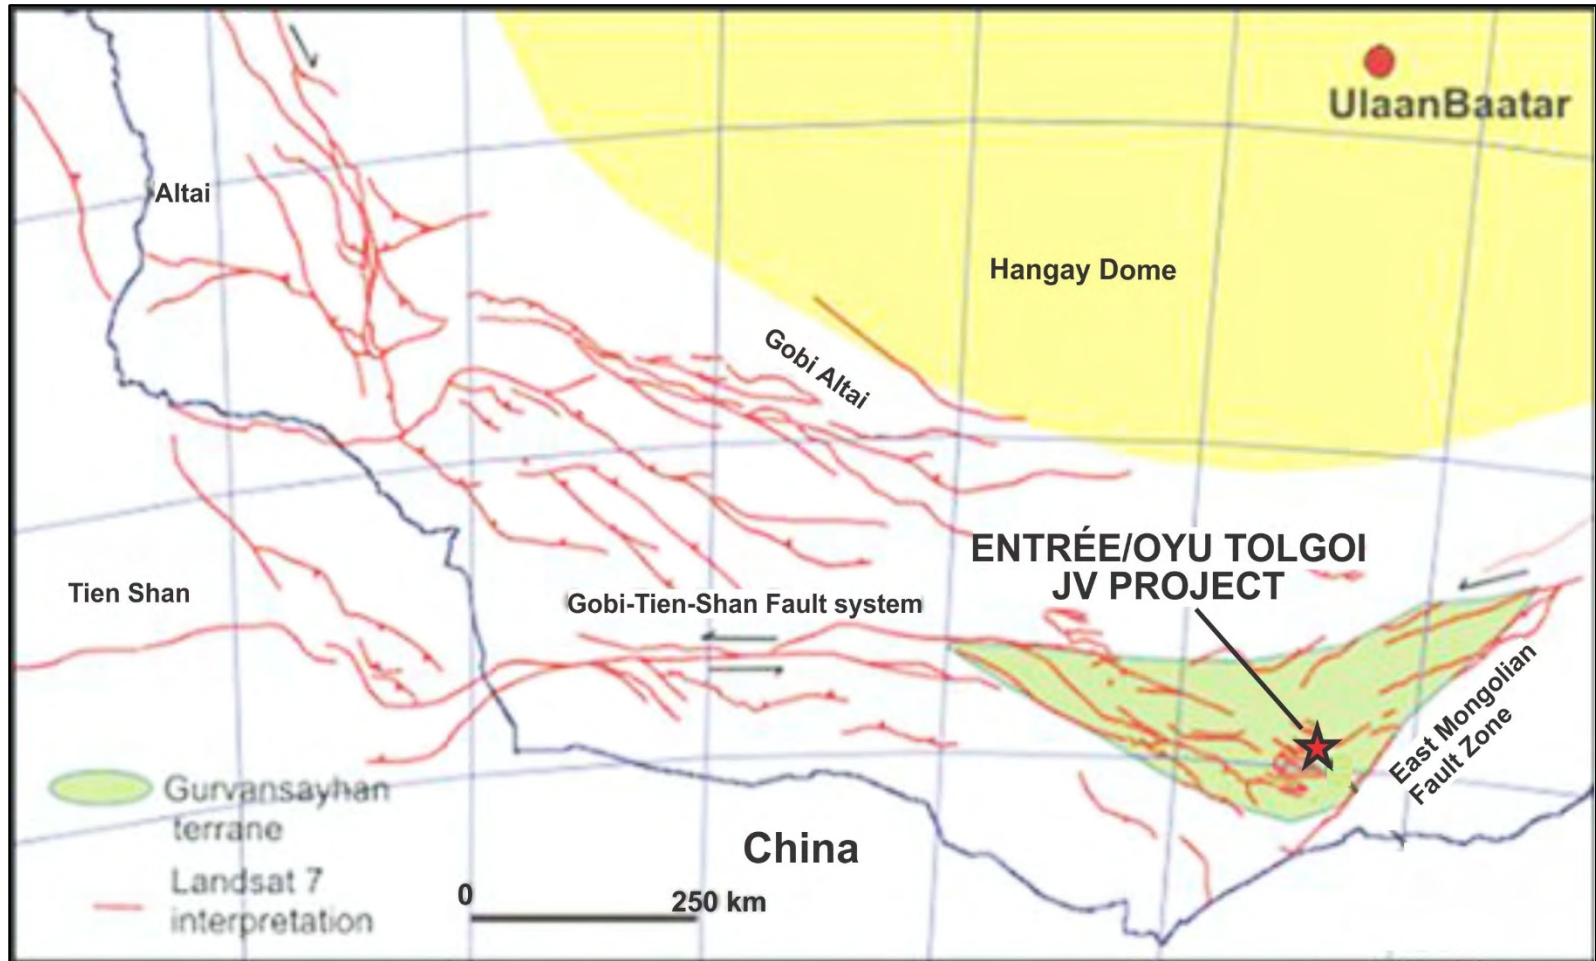 UlaanBaatar
Altai
Hangay Dome
Gobi Altai
ENTRÉE/OYU TOLGOI
JV PROJECT
Tien Shan
Gobi-Tien-Shan Fault system
East Mongolian
Fault Zone
Gurvansayhan
terrane
China
Landsat 7
interpretation
0
250 km